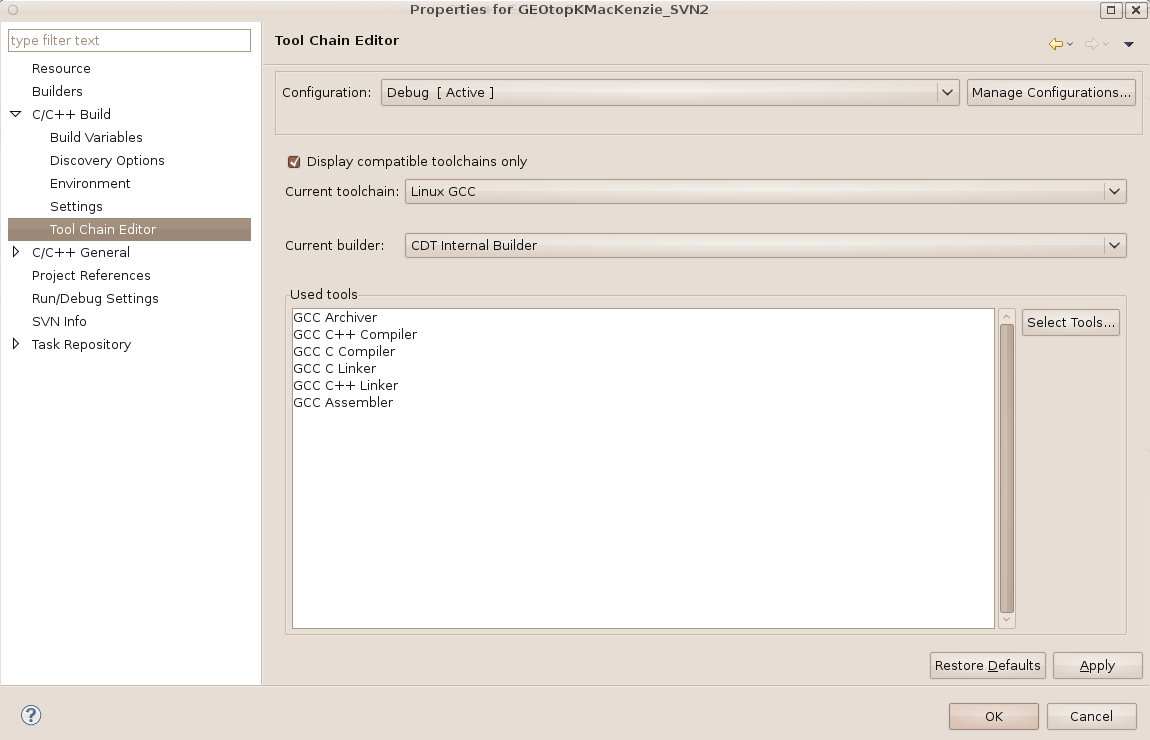 Properties for GEOtopKMacKenzie_SVN2
type filter text
Resource
Builders
C/C++ Build
Build Variables
Discovery Options
Environment
Settings
Tool Chain Editor
C/C++ General
Project References
Run/Debug Settings
SVN Info
Task Repository
Tool Chain Editor
Configuration: Debug [ Active ] Manage Configurations...
Display compatible toolchains only
Current toolchain: Linux GCC
Current builder: CDT Internal Builder
Used tools
GCC Archiver
GCC C++ Compiler
GCC C Compiler
GCC C Linker
GCC C++ Linker
GCC Assembler
Select Tools...
Restore Defaults Apply
? OK Cancel